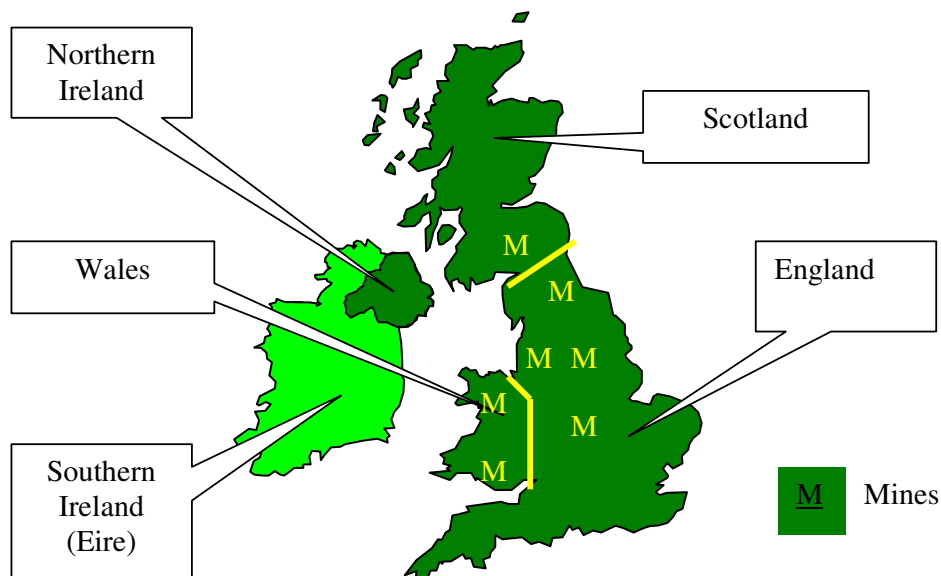 Northern
Ireland
Scotland
M
Wales
England
M
M M
M
M
Southern
Ireland
(Eire)
M
M Mines